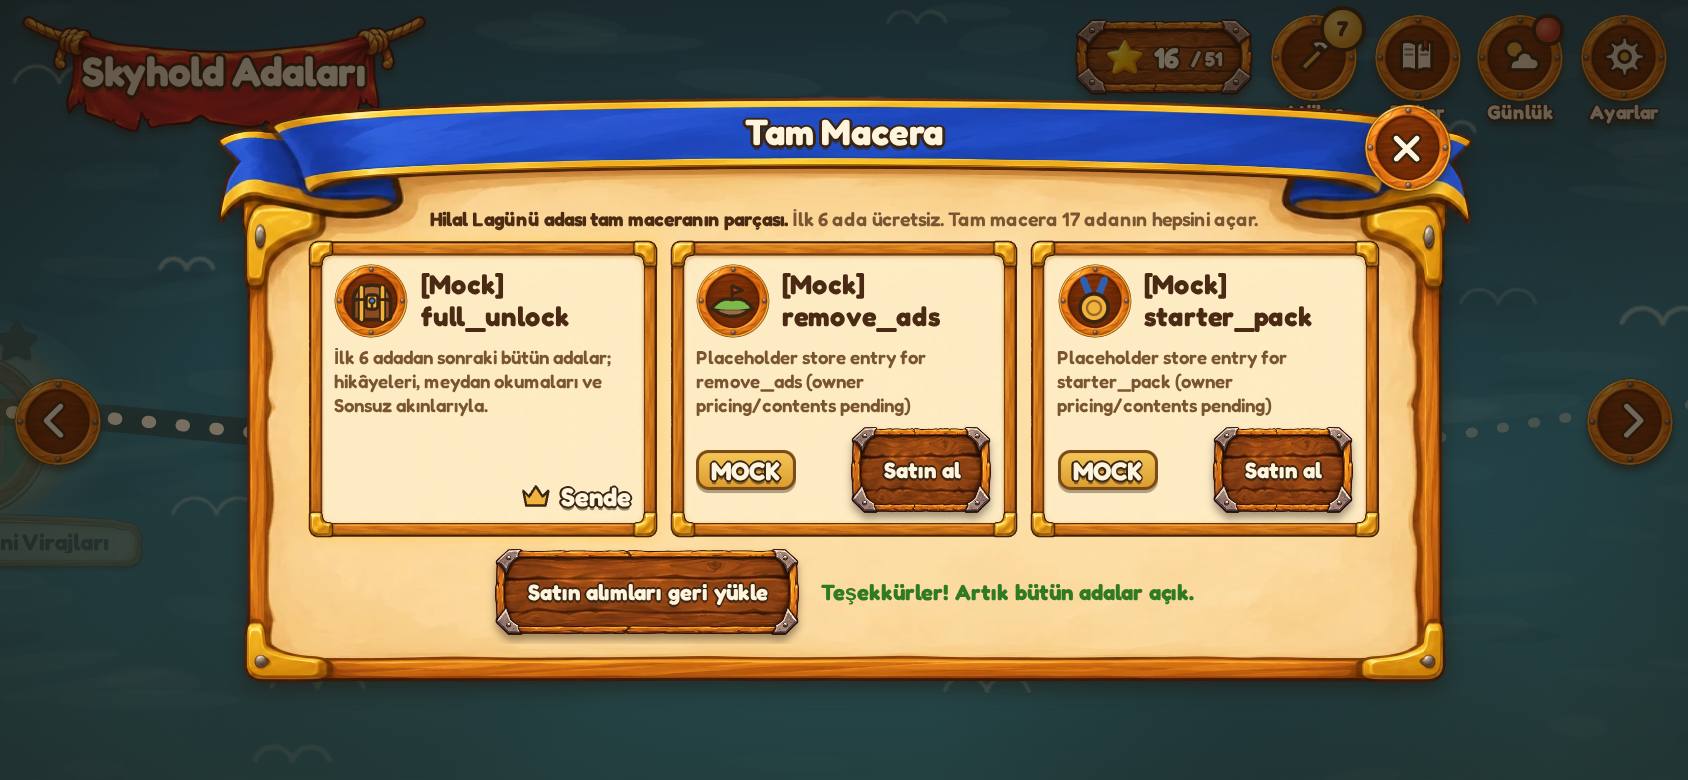 Skyhold Adaları
16 / 51
7
Günlük
Ayarlar
Tam Macera
Hilal Lagünü adası tam maceranın parçası. İlk 6 ada ücretsiz. Tam macera 17 adanın hepsini açar.
[Mock]
full_unlock
İlk 6 adadan sonraki bütün adalar;
hikâyeleri, meydan okumaları ve
Sonsuz akınlarıyla.
Sende
[Mock]
remove_ads
Placeholder store entry for
remove_ads (owner
pricing/contents pending)
MOCK
Satın al
[Mock]
starter_pack
Placeholder store entry for
starter_pack (owner
pricing/contents pending)
MOCK
Satın al
ni Virajları
Satın alımları geri yükle
Teşekkürler! Artık bütün adalar açık.